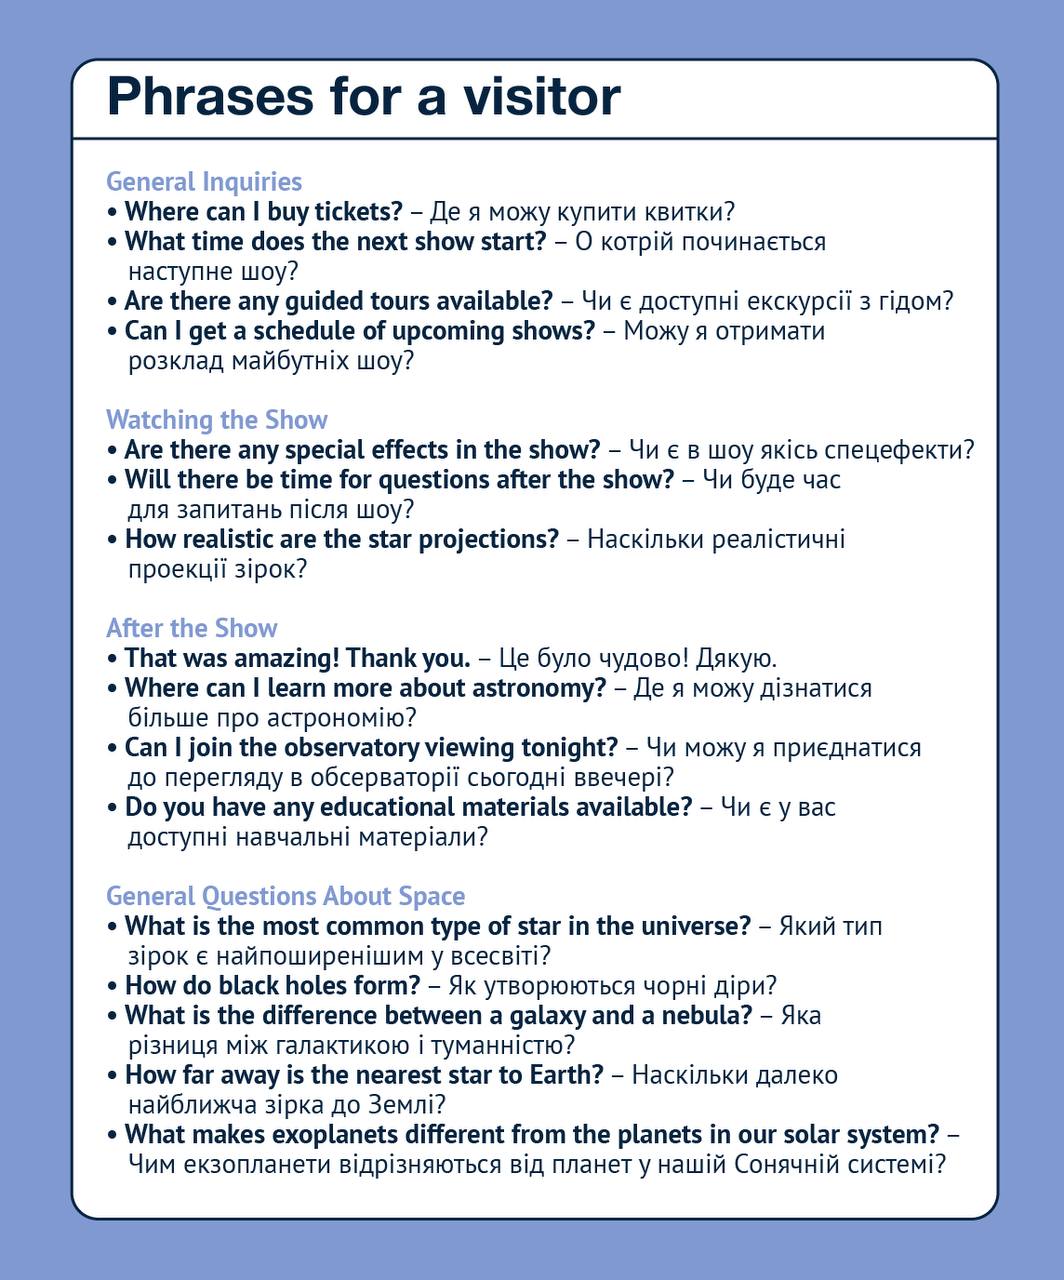 Phrases for a visitor
General Inquiries
• Where can I buy tickets? – Де я можу купити квитки?
• What time does the next show start? – О котрій починається
наступне шоу?
• Are there any guided tours available? – Чи є доступні екскурсії з гідом?
• Can I get a schedule of upcoming shows? – Можу я отримати
розклад майбутніх шоу?
Watching the Show
• Are there any special effects in the show? – Чи є в шоу якісь спецефекти?
• Will there be time for questions after the show? – Чи буде час
для запитань після шоу?
• How realistic are the star projections? – Наскільки реалістичні
проекції зірок?
After the Show
• That was amazing! Thank you. – Це було чудово! Дякую.
• Where can I learn more about astronomy? – Де я можу дізнатися
більше про астрономію?
• Can I join the observatory viewing tonight? – Чи можу я приєднатися
до перегляду в обсерваторії сьогодні ввечері?
• Do you have any educational materials available? – Чи є у вас
доступні навчальні матеріали?
General Questions About Space
• What is the most common type of star in the universe? – Який тип
зірок є найпоширенішим у всесвіті?
• How do black holes form? – Як утворюються чорні діри?
• What is the difference between a galaxy and a nebula? – Яка
різниця між галактикою і туманністю?
• How far away is the nearest star to Earth? – Наскільки далеко
найближча зірка до Землі?
• What makes exoplanets different from the planets in our solar system? –
Чим екзопланети відрізняються від планет у нашій Сонячній системі?